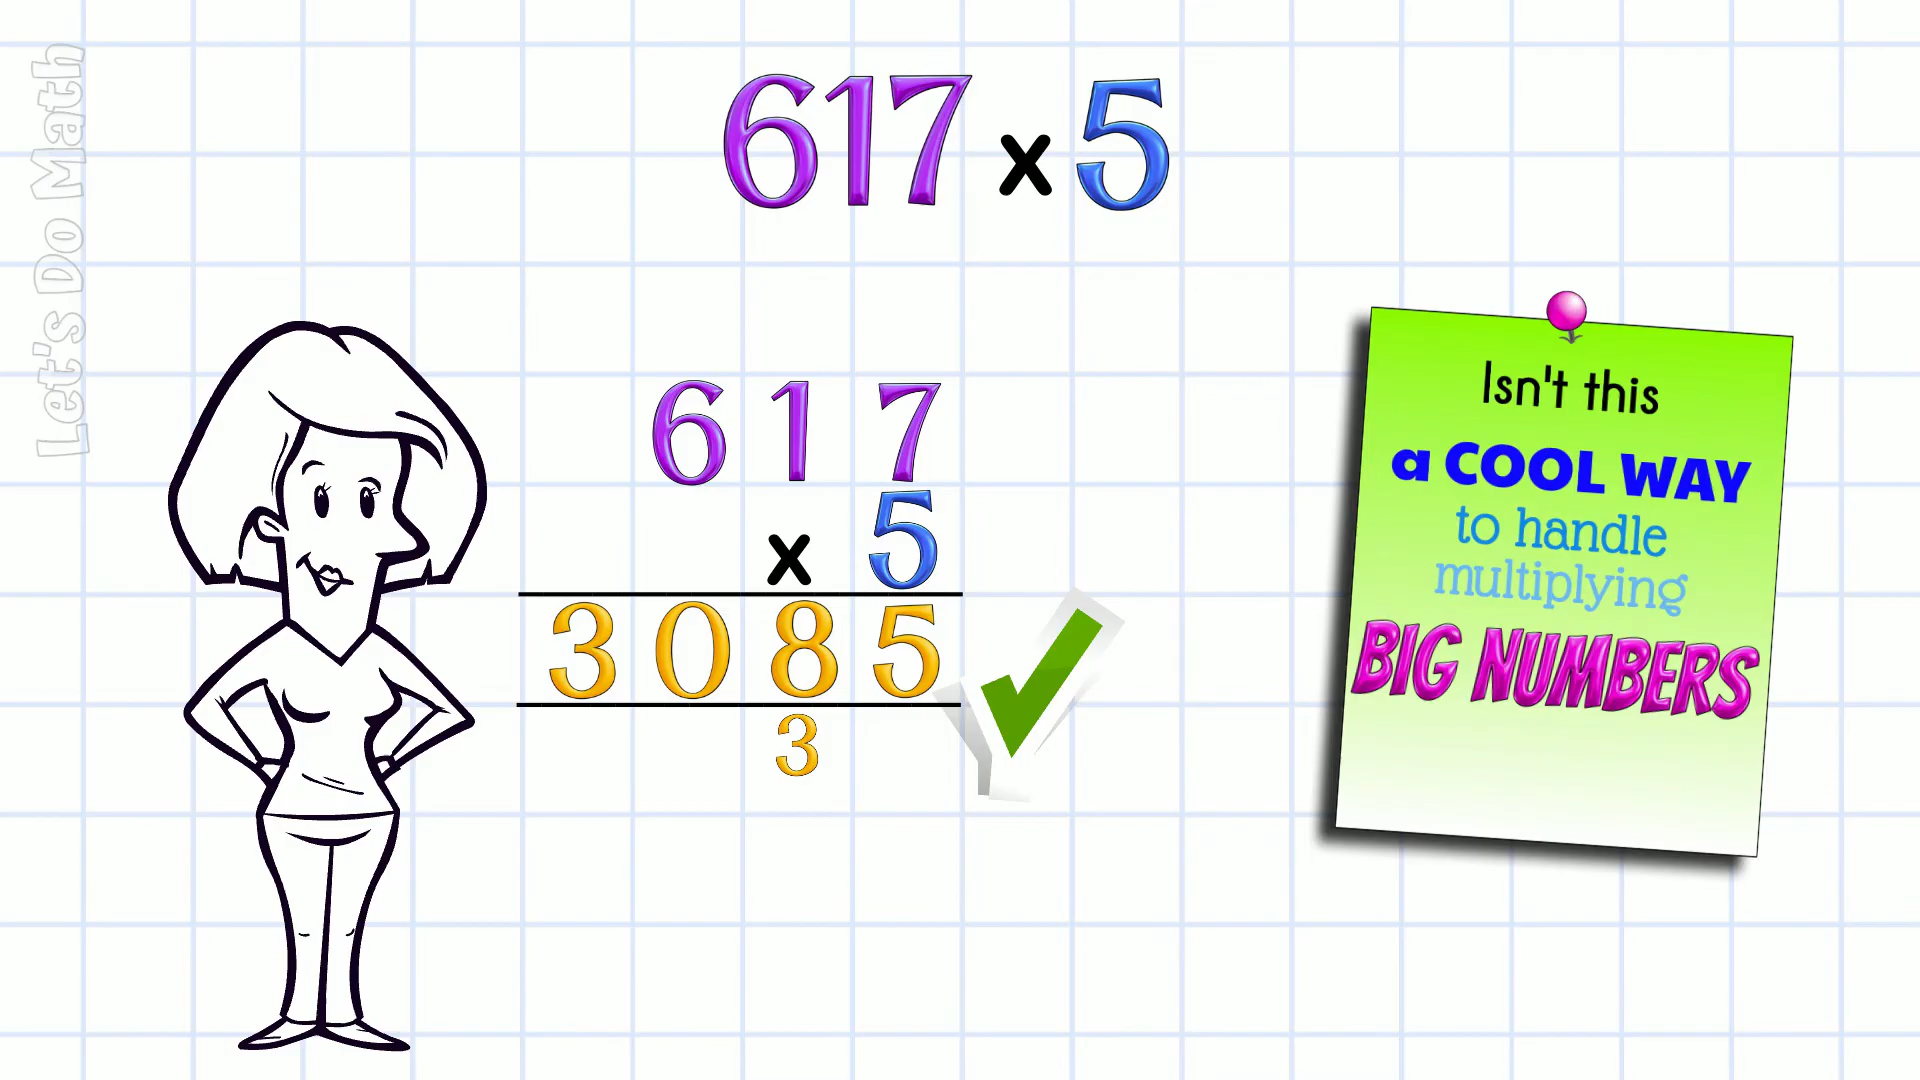 Let's Do Math
617 x 5
617
x 5
3085
3
Isn't this
a COOL WAY
to handle
multiplying
BIG NUMBERS